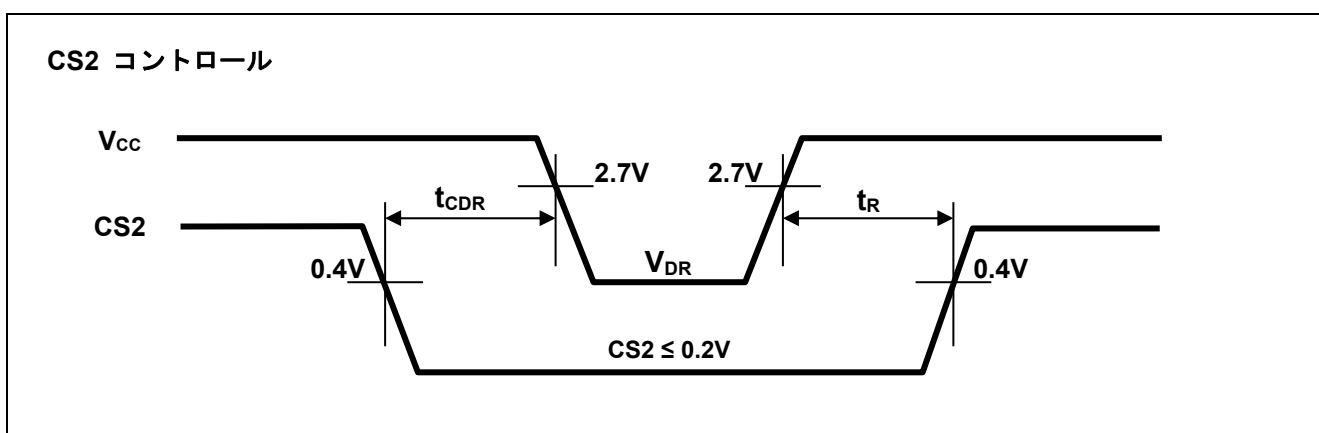 CS2 コントロール
VCC
2.7V 2.7V
tCDR tR
CS2
0.4V VDR 0.4V
CS2 ≤ 0.2V